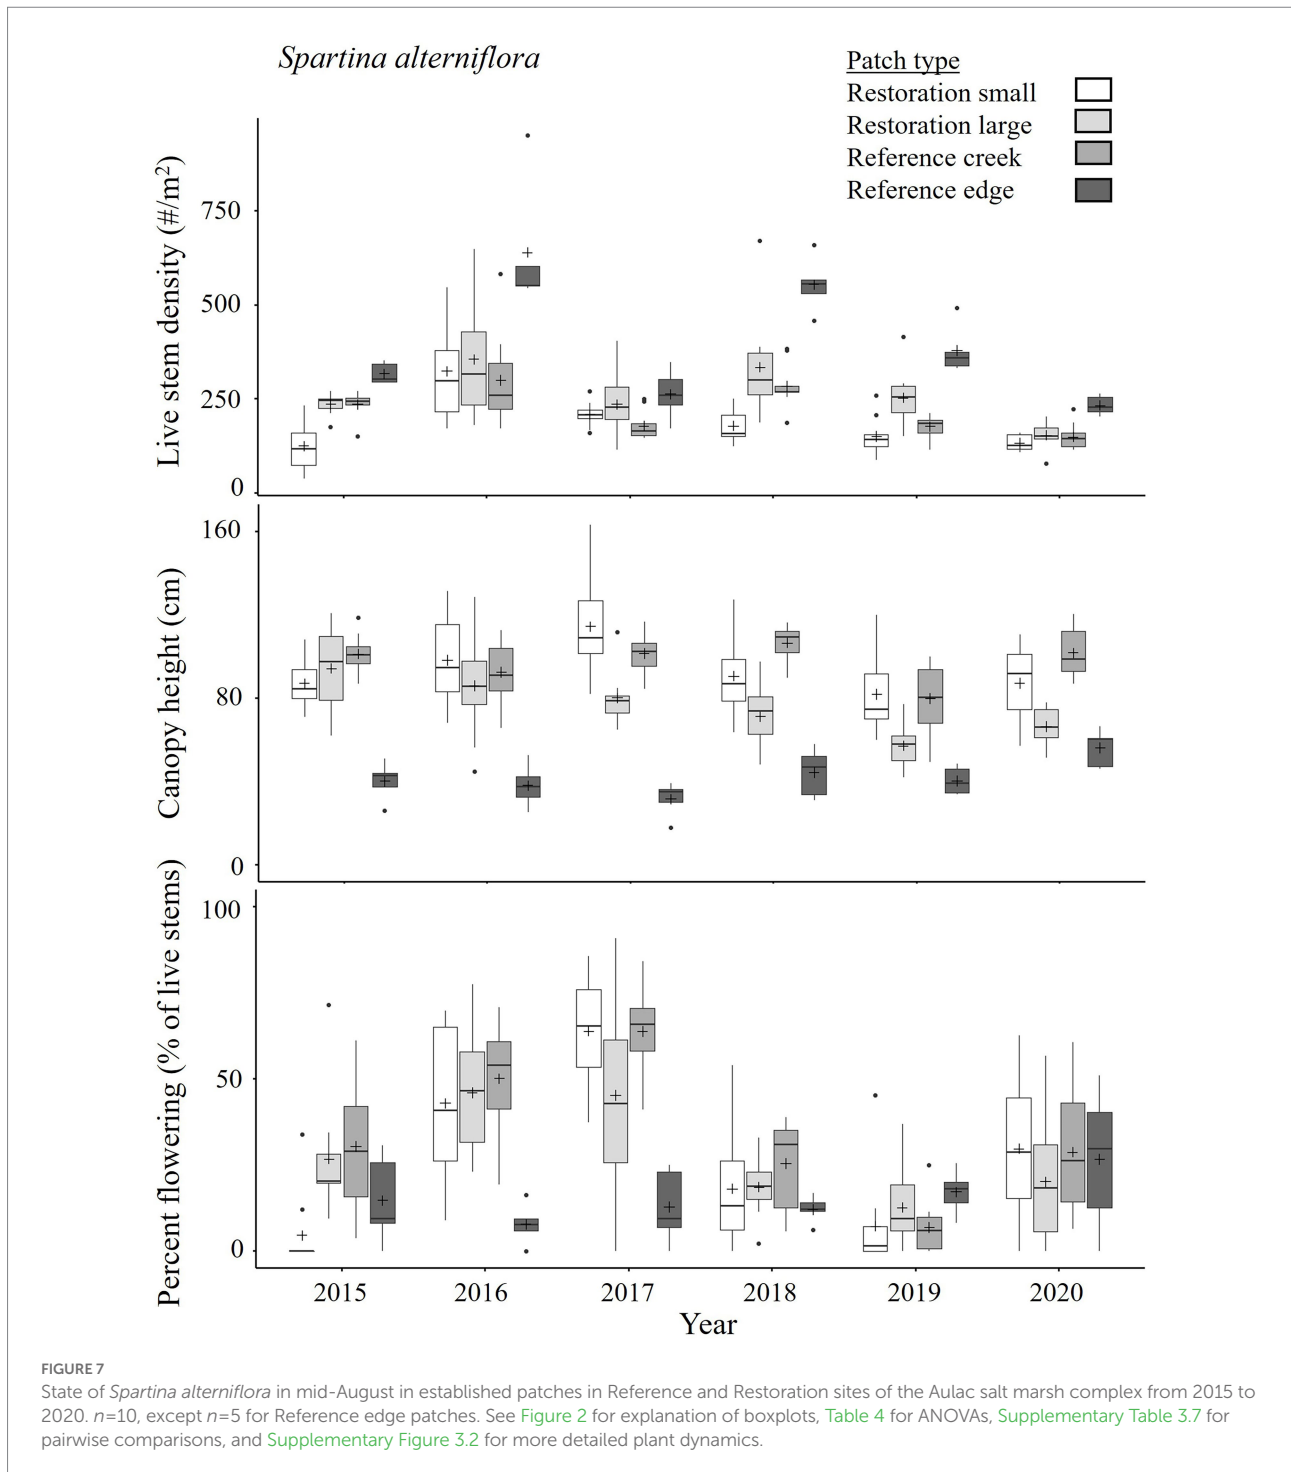 Spartina alterniflora
Patch type
Restoration small
Restoration large
Reference creek
Reference edge
Live stem density (#/m²)
750
500
250
0
Canopy height (cm)
160
80
0
Percent flowering (% of live stems)
100
50
0
2015 2016 2017 2018 2019 2020
Year
FIGURE 7
State of Spartina alterniflora in mid-August in established patches in Reference and Restoration sites of the Aulac salt marsh complex from 2015 to
2020. n=10, except n=5 for Reference edge patches. See Figure 2 for explanation of boxplots, Table 4 for ANOVAs, Supplementary Table 3.7 for
pairwise comparisons, and Supplementary Figure 3.2 for more detailed plant dynamics.